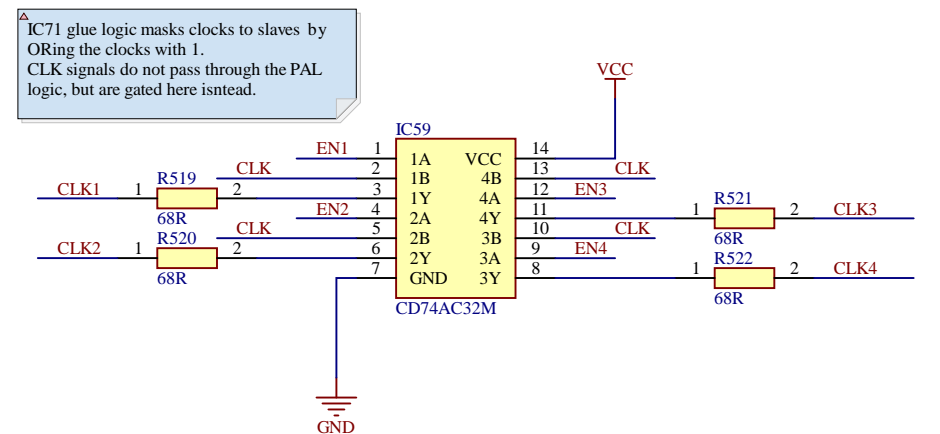 IC71 glue logic masks clocks to slaves by
ORing the clocks with 1.
CLK signals do not pass through the PAL
logic, but are gated here isntead.
VCC
IC59
EN1 1 1A VCC 14
CLK 2 1B 4B 13 CLK
CLK1 1 R519 2 3 1Y 4A 12 EN3
68R
EN2 4 2A 4Y 11 1 R521 2 CLK3
68R
CLK 5 2B 3B 10 CLK
CLK2 1 R520 2 6 2Y 3A 9 EN4
68R
7 GND 3Y 8 1 R522 2 CLK4
68R
CD74AC32M
GND